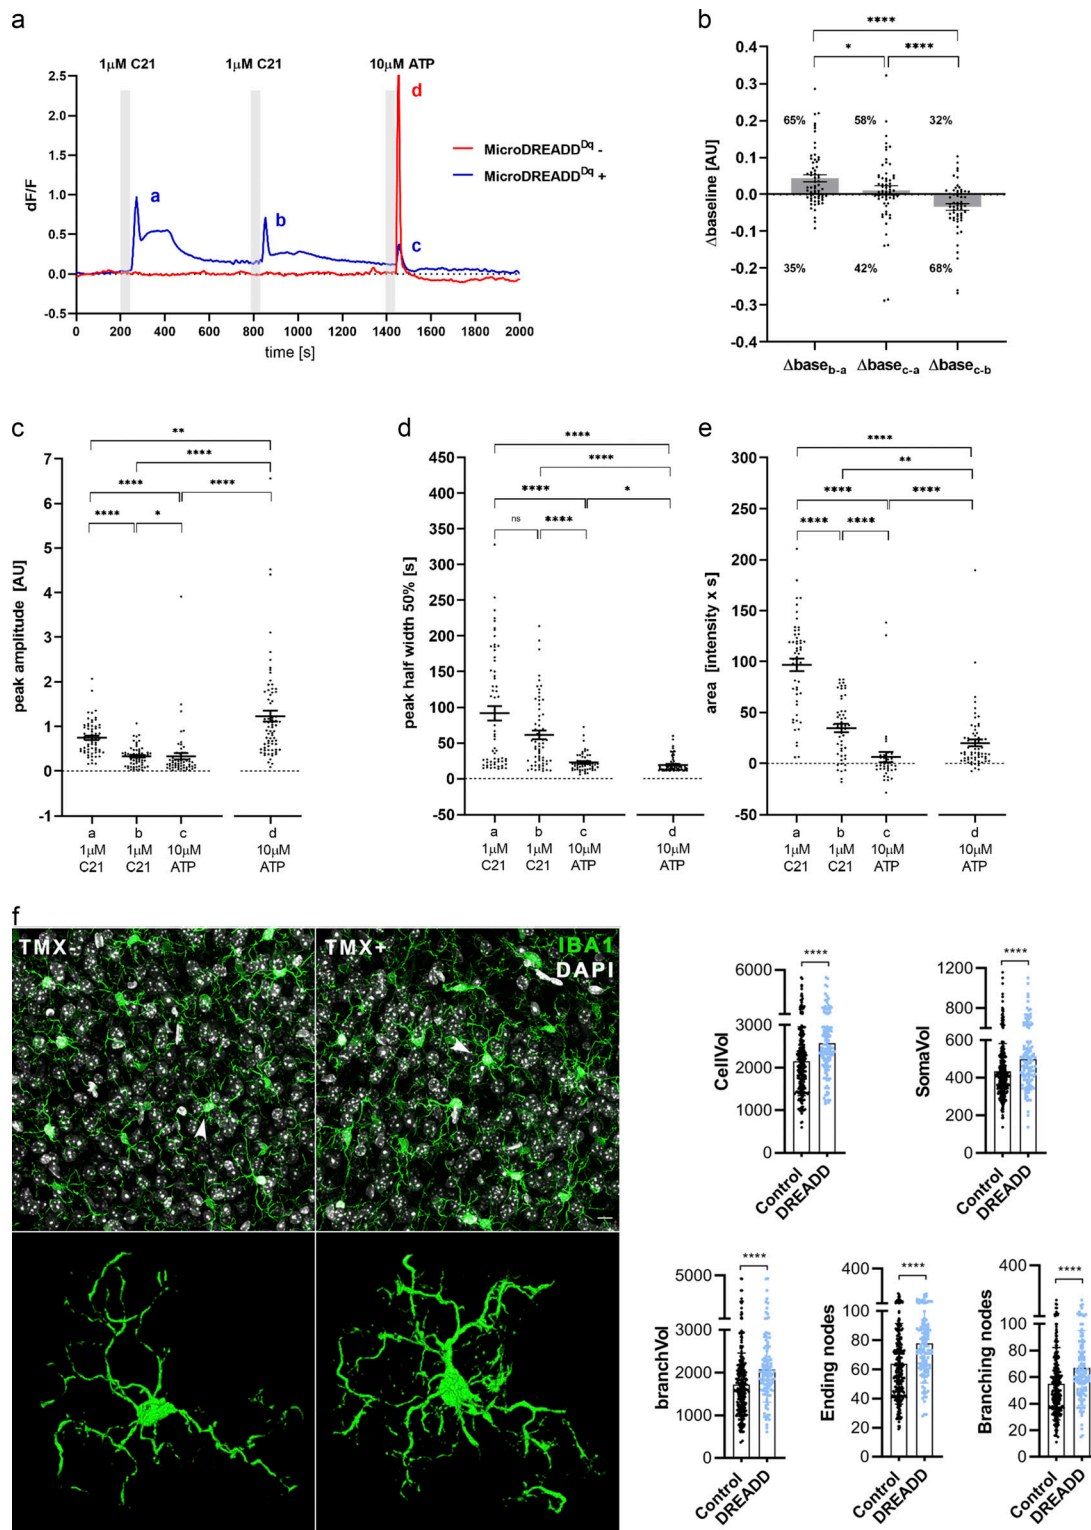 a
1μM C21 1μM C21 10μM ATP
2.5
2.0
1.5
1.0
0.5
0.0
-0.5
dF/F
a
b
c
d
MicroDREADD^Dq -
MicroDREADD^Dq +
0 200 400 600 800 1000 1200 1400 1600 1800 2000
time [s]
b
****
* ****
0.4
0.3
0.2
0.1
0.0
-0.1
-0.2
-0.3
-0.4
Δbaseline [AU]
65% 58% 32%
35% 42% 68%
Δbase_b-a Δbase_c-a Δbase_c-b
c
**
****
**** ****
**** *
7
6
5
4
3
2
1
0
-1
peak amplitude [AU]
a b c d
1μM 1μM 10μM 10μM
C21 C21 ATP ATP
d
****
****
**** *
ns ****
450
400
350
300
250
200
150
100
50
0
-50
peak half width 50% [s]
a b c d
1μM 1μM 10μM 10μM
C21 C21 ATP ATP
e
****
**
**** ****
**** ****
300
250
200
150
100
50
0
-50
area [intensity x s]
a b c d
1μM 1μM 10μM 10μM
C21 C21 ATP ATP
f
TMX-
TMX+
IBA1
DAPI
****
6000
3000
2000
1000
0
CellVol
Control
DREADD
****
1200
1000
800
600
400
200
0
SomaVol
Control
DREADD
****
5000
3000
2000
1000
0
branchVol
Control
DREADD
****
400
100
80
60
40
20
0
Ending nodes
Control
DREADD
****
400
100
80
60
40
20
0
Branching nodes
Control
DREADD